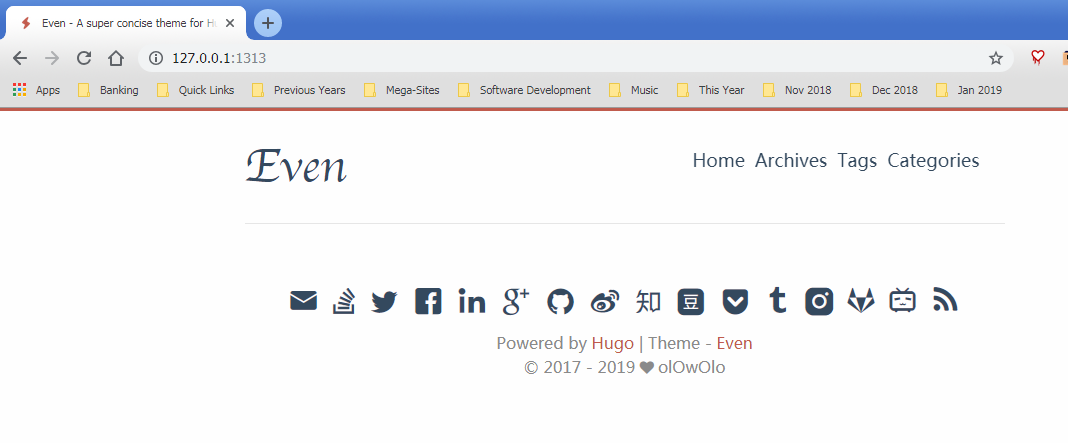 Even - A super concise theme for Hu
127.0.0.1:1313
Apps Banking Quick Links Previous Years Mega-Sites Software Development Music This Year Nov 2018 Dec 2018 Jan 2019
Even Home Archives Tags Categories
知 豆
Powered by Hugo | Theme - Even
© 2017 - 2019 olOwOlo